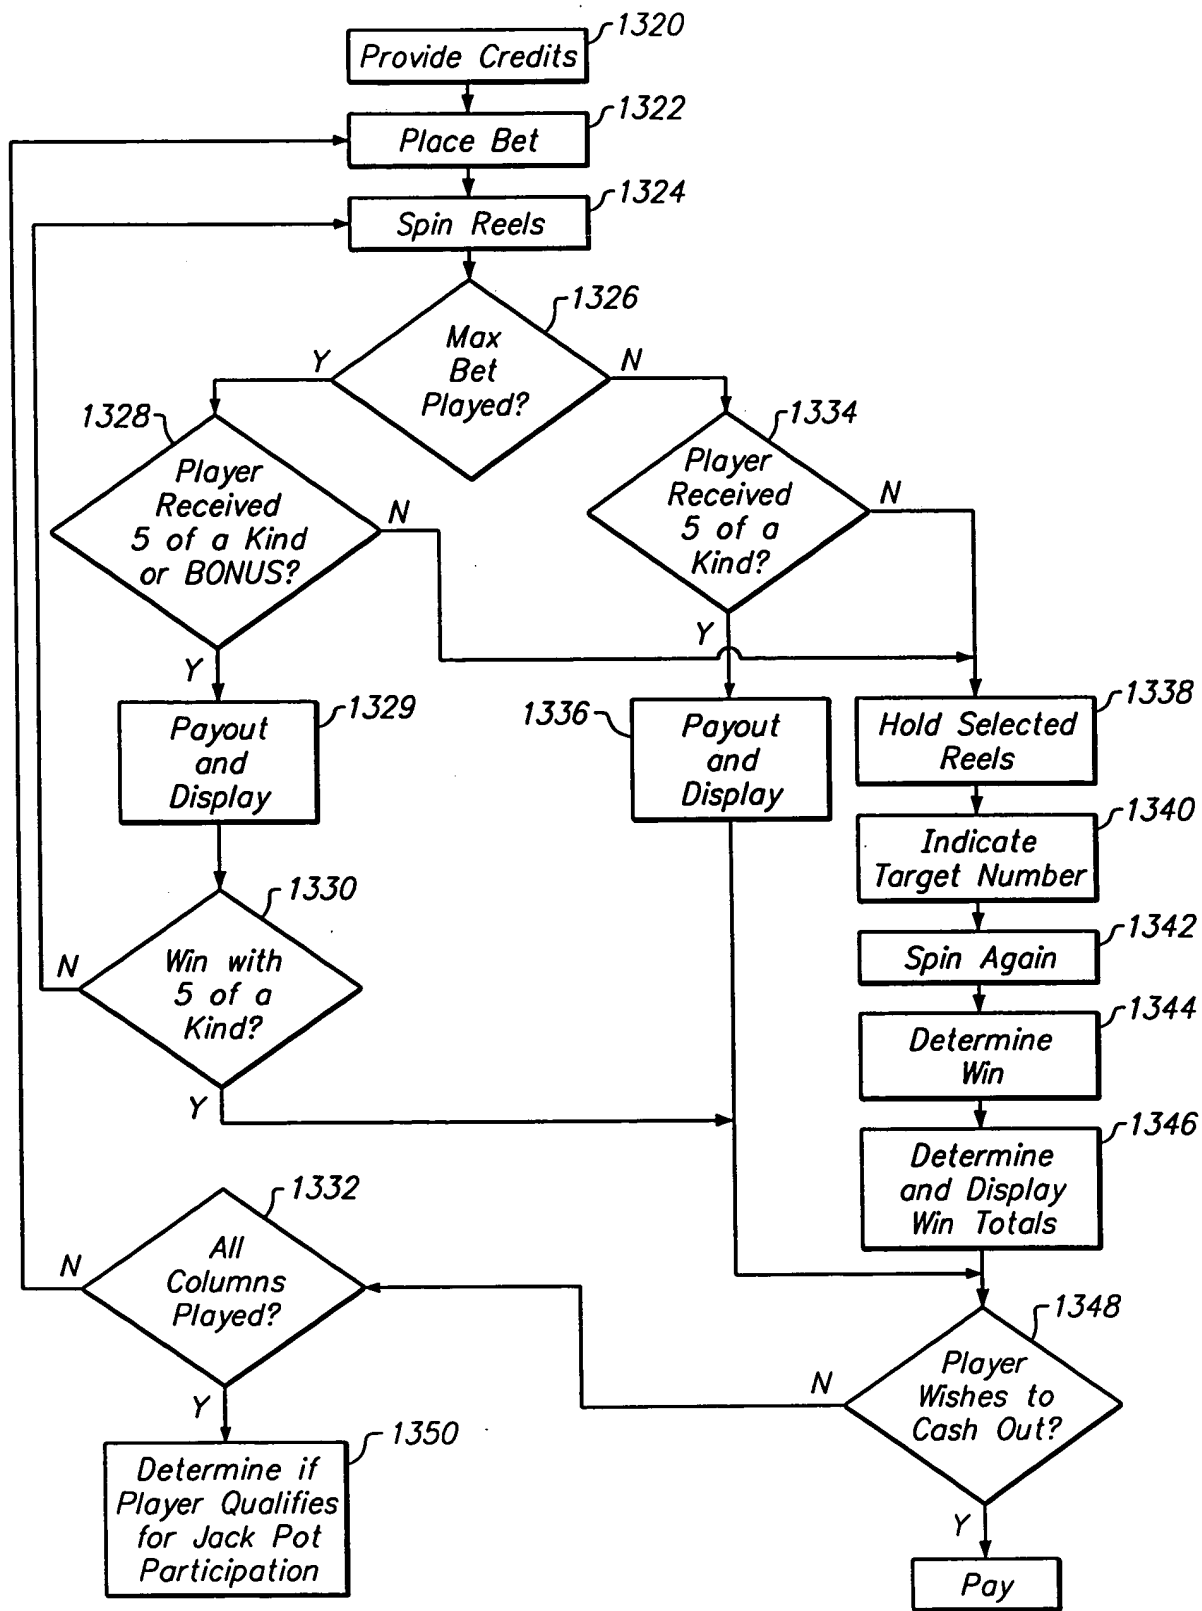 1320
Provide Credits
1322
Place Bet
1324
Spin Reels
1326
Max
Bet
Played?
Y
N
1328
Player
Received
5 of a Kind
or BONUS?
N
Y
1334
Player
Received
5 of a
Kind?
N
Y
1329
Payout
and
Display
1336
Payout
and
Display
1338
Hold Selected
Reels
1340
Indicate
Target Number
1330
Win with
5 of a
Kind?
N
Y
1342
Spin Again
1344
Determine
Win
1346
Determine
and Display
Win Totals
1332
All
Columns
Played?
N
Y
1348
Player
Wishes to
Cash Out?
N
Y
1350
Determine if
Player Qualifies
for Jack Pot
Participation
Pay